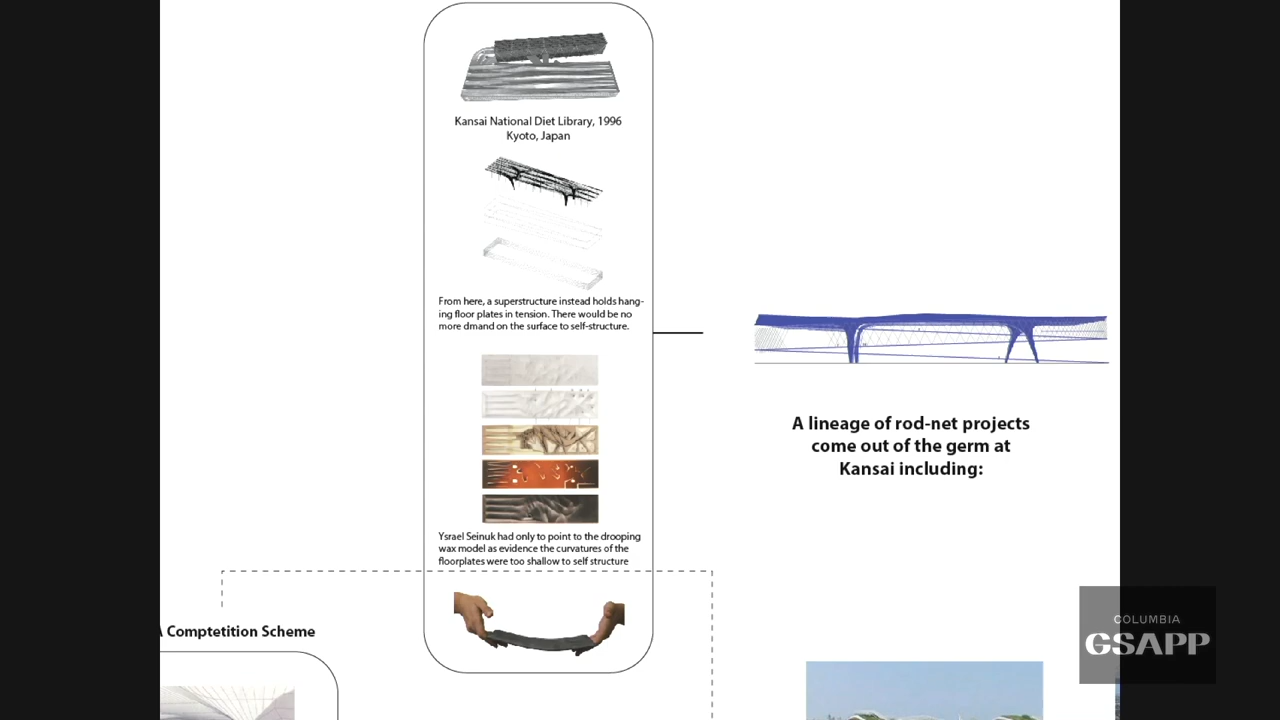 Kansai National Diet Library, 1996
Kyoto, Japan
From here, a superstructure instead holds hang-
ing floor plates in tension. There would be no
more dmand on the surface to self-structure.
A lineage of rod-net projects
come out of the germ at
Kansai including:
Ysrael Seinuk had only to point to the drooping
wax model as evidence the curvatures of the
floorplates were too shallow to self structure
A Comptetition Scheme
COLUMBIA
GSAPP